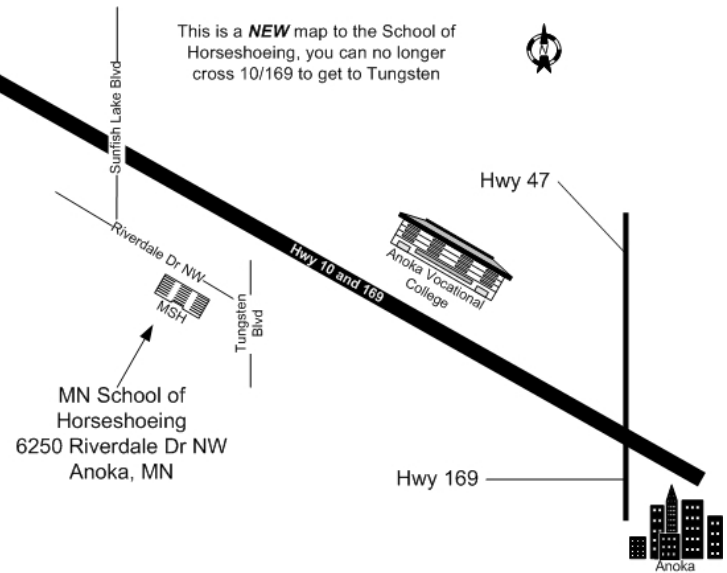 This is a NEW map to the School of
Horseshoeing, you can no longer
cross 10/169 to get to Tungsten
N
Sunfish Lake Blvd
Hwy 47
Riverdale Dr NW
Hwy 10 and 169
Anoka Vocational
College
MSH
Tungsten
Blvd
MN School of
Horseshoeing
6250 Riverdale Dr NW
Anoka, MN
Hwy 169
Anoka